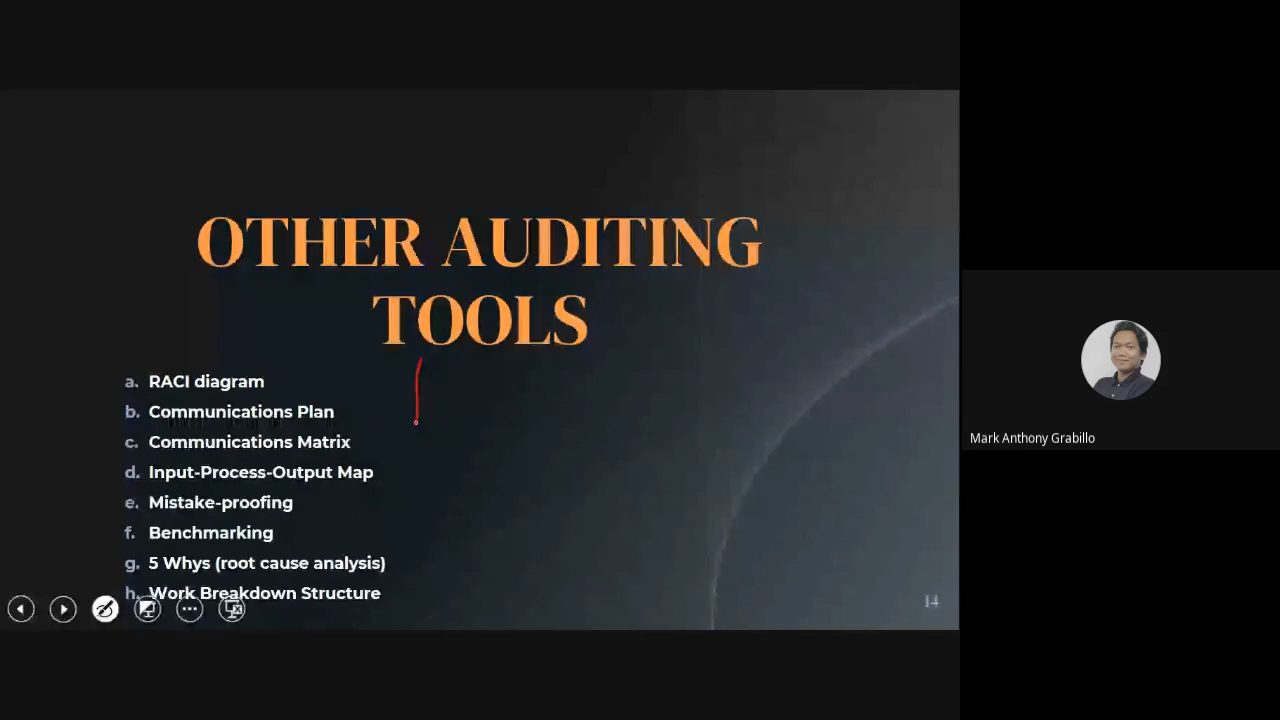 OTHER AUDITING
TOOLS
a. RACI diagram
b. Communications Plan
c. Communications Matrix
d. Input-Process-Output Map
e. Mistake-proofing
f. Benchmarking
g. 5 Whys (root cause analysis)
h. Work Breakdown Structure
14
Mark Anthony Grabillo